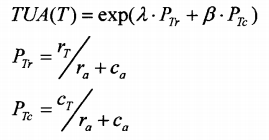 TUA(T) = exp(λ · P_Tr + β · P_Tc)
P_Tr = r_T / r_a + c_a
P_Tc = c_T / r_a + c_a